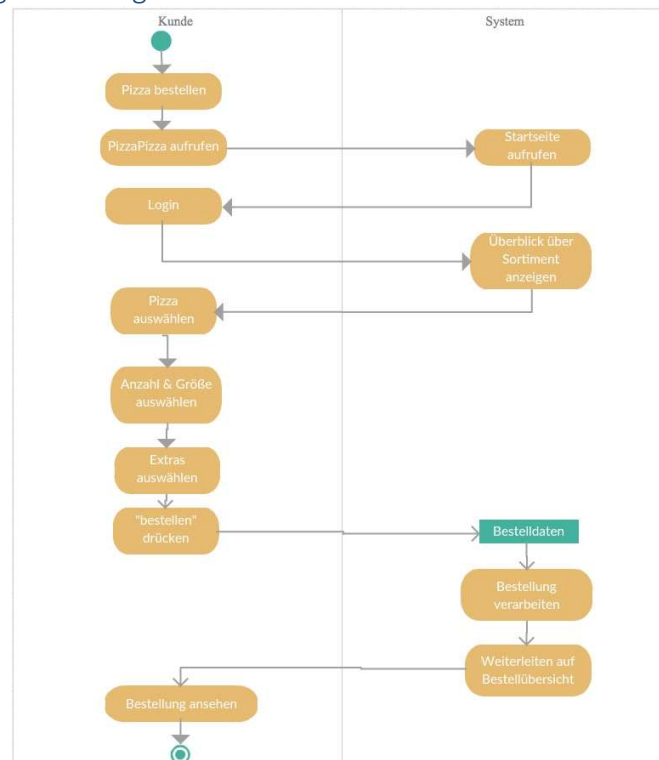 Kunde
System
Pizza bestellen
PizzaPizza aufrufen
Startseite
aufrufen
Login
Überblick über
Sortiment
anzeigen
Pizza
auswählen
Anzahl & Größe
auswählen
Extras
auswählen
"bestellen"
drücken
Bestelldaten
Bestellung
verarbeiten
Weiterleiten auf
Bestellübersicht
Bestellung ansehen